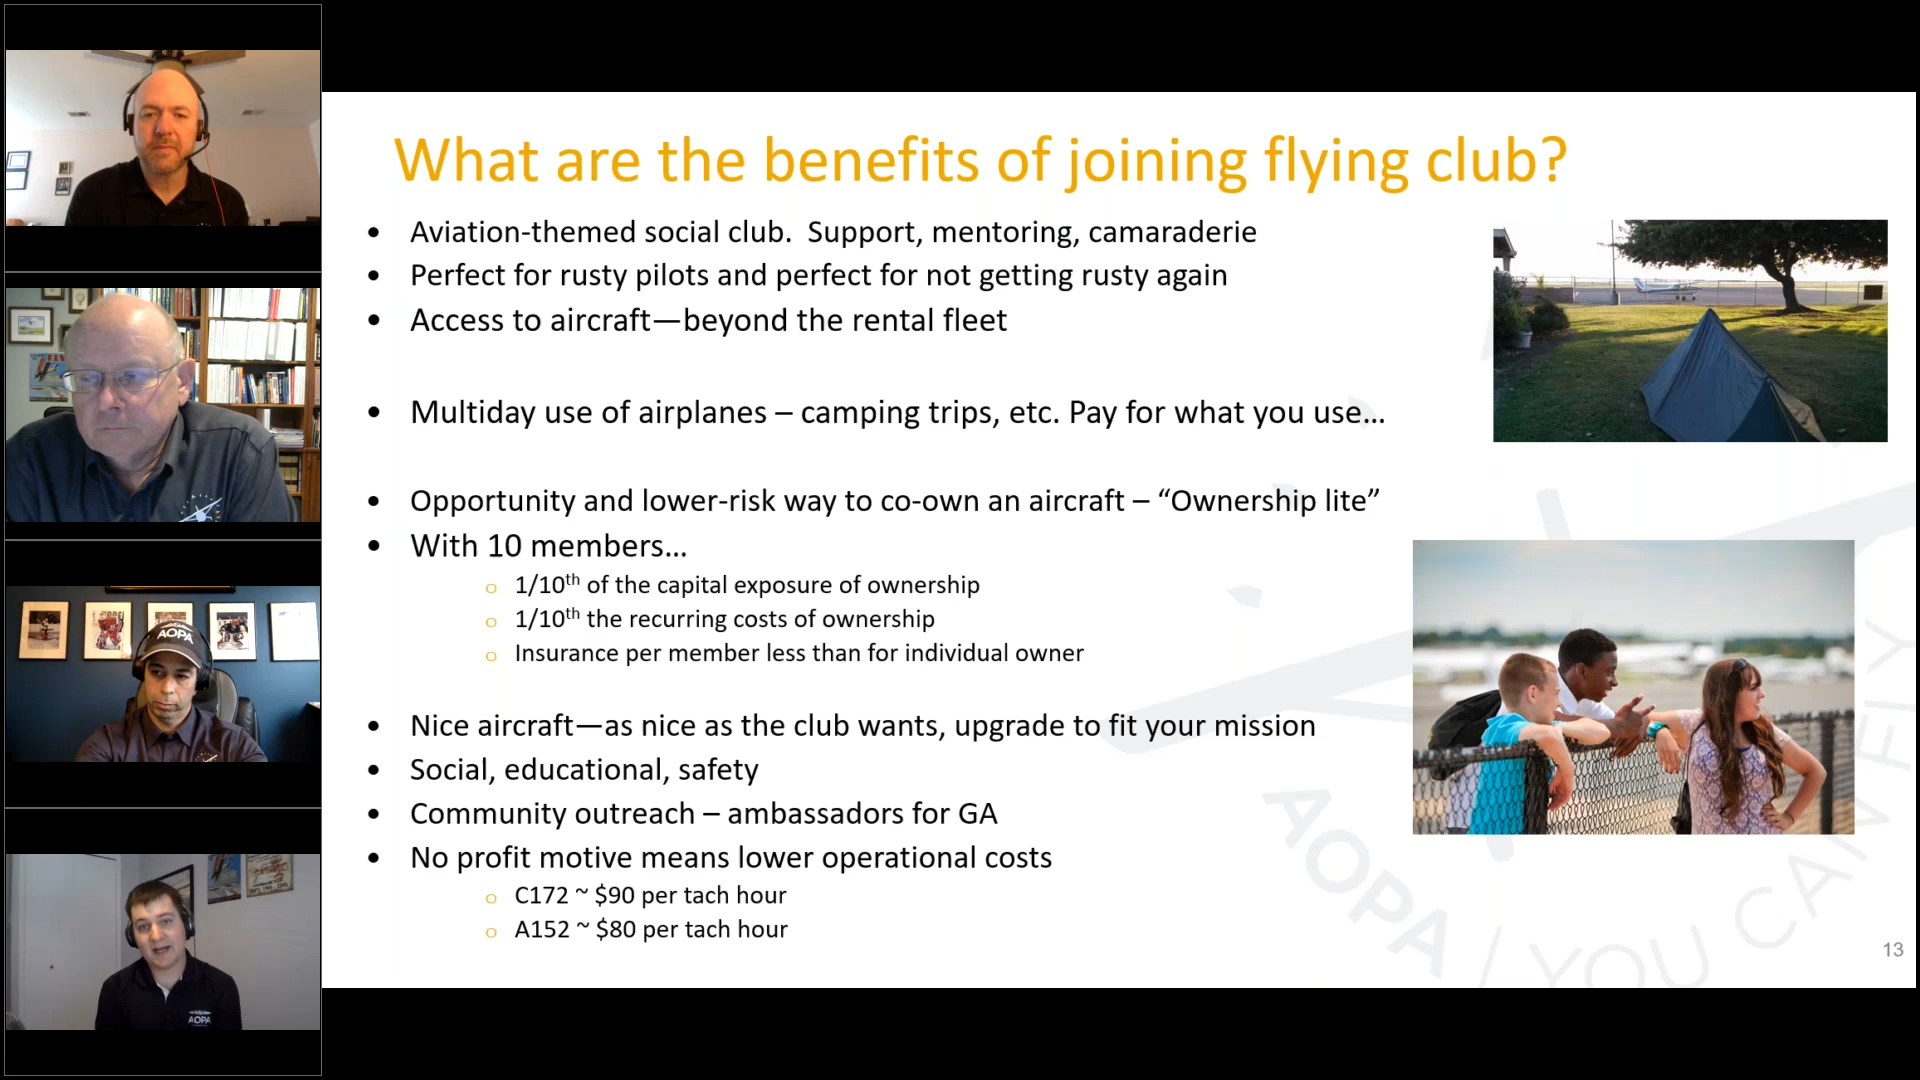 What are the benefits of joining flying club?
• Aviation-themed social club.  Support, mentoring, camaraderie
• Perfect for rusty pilots and perfect for not getting rusty again
• Access to aircraft—beyond the rental fleet
• Multiday use of airplanes – camping trips, etc. Pay for what you use…
• Opportunity and lower-risk way to co-own an aircraft – “Ownership lite”
• With 10 members…
o 1/10th of the capital exposure of ownership
o 1/10th the recurring costs of ownership
o Insurance per member less than for individual owner
• Nice aircraft—as nice as the club wants, upgrade to fit your mission
• Social, educational, safety
• Community outreach – ambassadors for GA
• No profit motive means lower operational costs
o C172 ~ $90 per tach hour
o A152 ~ $80 per tach hour
13
AOPA | YOU CAN FLY
AOPA
AOPA